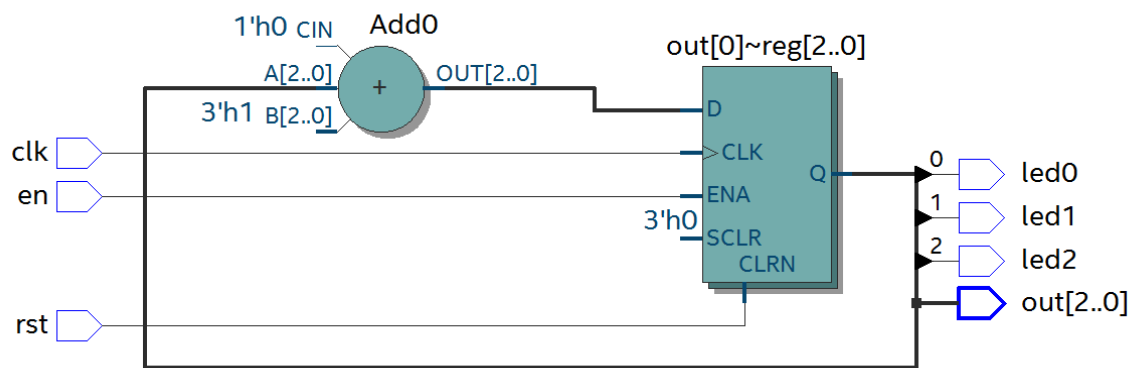 1'h0 CIN Add0
A[2..0] + OUT[2..0]
3'h1 B[2..0]
out[0]~reg[2..0]
D
clk CLK
Q
en ENA
3'h0 SCLR
CLRN
rst
0 led0
1 led1
2 led2
out[2..0]